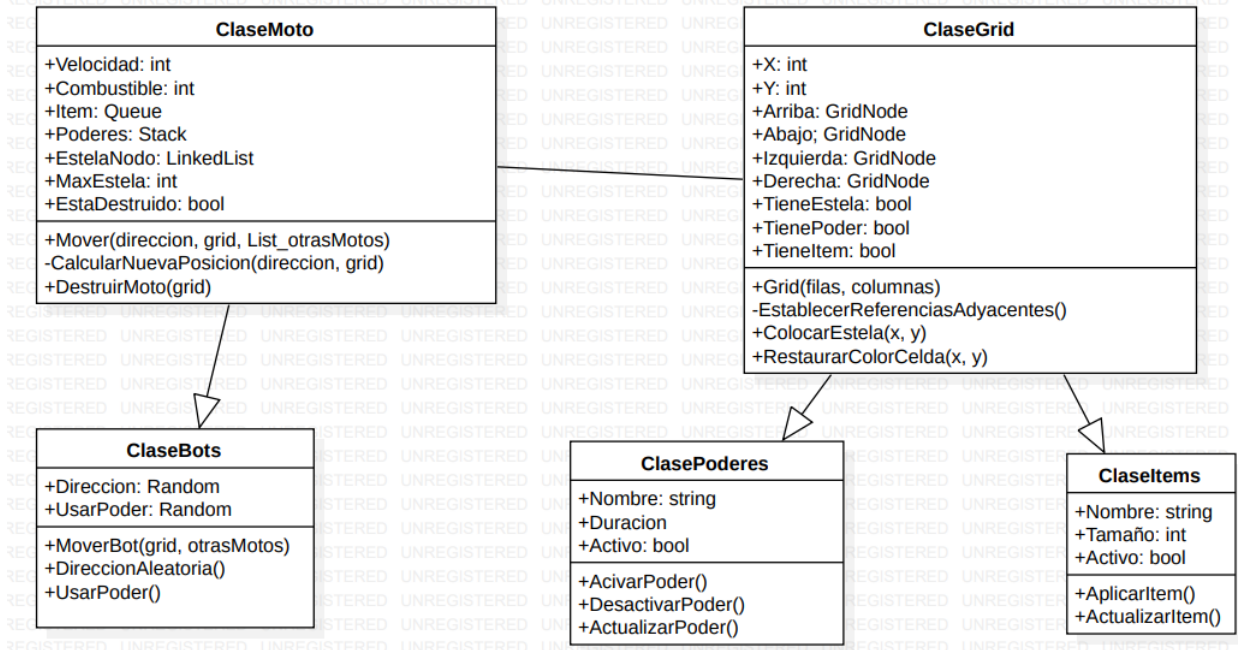 ClaseMoto
+Velocidad: int
+Combustible: int
+Item: Queue
+Poderes: Stack
+EstelaNodo: LinkedList
+MaxEstela: int
+EstaDestruido: bool
+Mover(direccion, grid, List_otrasMotos)
-CalcularNuevaPosicion(direccion, grid)
+DestruirMoto(grid)
ClaseGrid
+X: int
+Y: int
+Arriba: GridNode
+Abajo; GridNode
+Izquierda: GridNode
+Derecha: GridNode
+TieneEstela: bool
+TienePoder: bool
+TieneItem: bool
+Grid(filas, columnas)
-EstablecerReferenciasAdyacentes()
+ColocarEstela(x, y)
+RestaurarColorCelda(x, y)
ClaseBots
+Direccion: Random
+UsarPoder: Random
+MoverBot(grid, otrasMotos)
+DireccionAleatoria()
+UsarPoder()
ClasePoderes
+Nombre: string
+Duracion
+Activo: bool
+AcivarPoder()
+DesactivarPoder()
+ActualizarPoder()
ClaseItems
+Nombre: string
+Tamaño: int
+Activo: bool
+AplicarItem()
+ActualizarItem()
UNREGISTERED